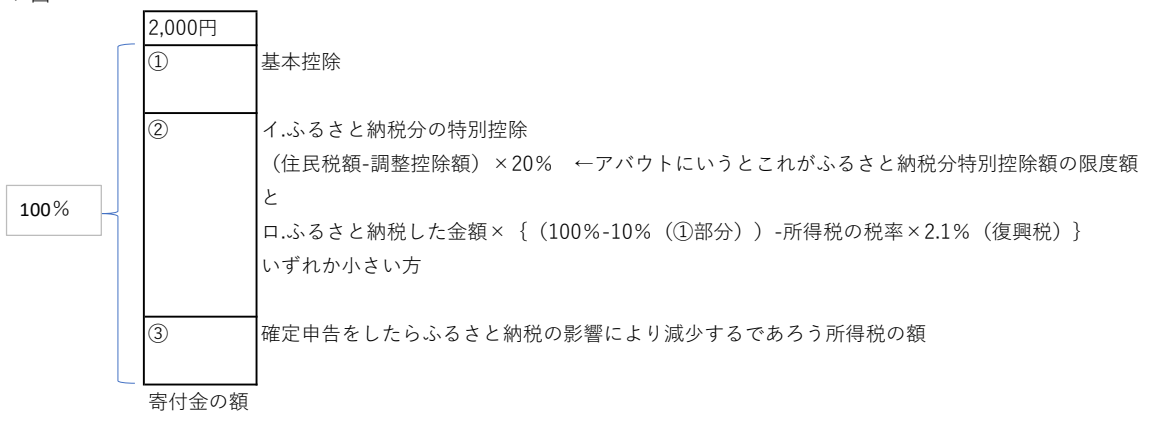 2,000円
① 基本控除
② イ.ふるさと納税分の特別控除
（住民税額-調整控除額）×20% ←アバウトにいうとこれがふるさと納税分特別控除額の限度額
と
100%
ロ.ふるさと納税した金額×｛（100%-10%（①部分））-所得税の税率×2.1%（復興税）｝
いずれか小さい方
③ 確定申告をしたらふるさと納税の影響により減少するであろう所得税の額
寄付金の額